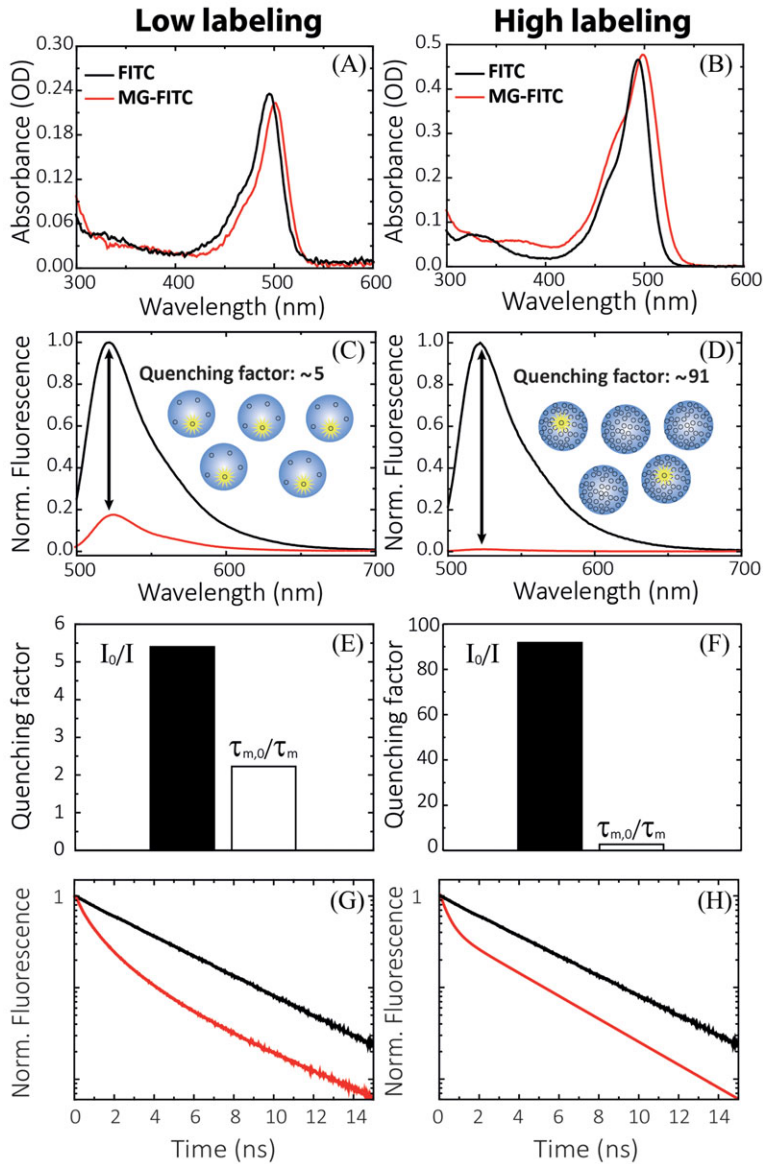 Low labeling
High labeling
0.30
0.24
0.18
0.12
0.06
0.00
Absorbance (OD)
FITC
MG-FITC
(A)
300
400
500
600
Wavelength (nm)
0.5
0.4
0.3
0.2
0.1
0.0
Absorbance (OD)
FITC
MG-FITC
(B)
300
400
500
600
Wavelength (nm)
1.0
0.8
0.6
0.4
0.2
0.0
Norm. Fluorescence
(C)
Quenching factor: ~5
500
600
700
Wavelength (nm)
1.0
0.8
0.6
0.4
0.2
0.0
Norm. Fluorescence
(D)
Quenching factor: ~91
500
600
700
Wavelength (nm)
6
5
4
3
2
1
0
Quenching factor
I₀/I
τm,0/τm
(E)
100
80
60
40
20
0
Quenching factor
I₀/I
τm,0/τm
(F)
1
Norm. Fluorescence
(G)
0 2 4 6 8 10 12 14
Time (ns)
1
Norm. Fluorescence
(H)
0 2 4 6 8 10 12 14
Time (ns)